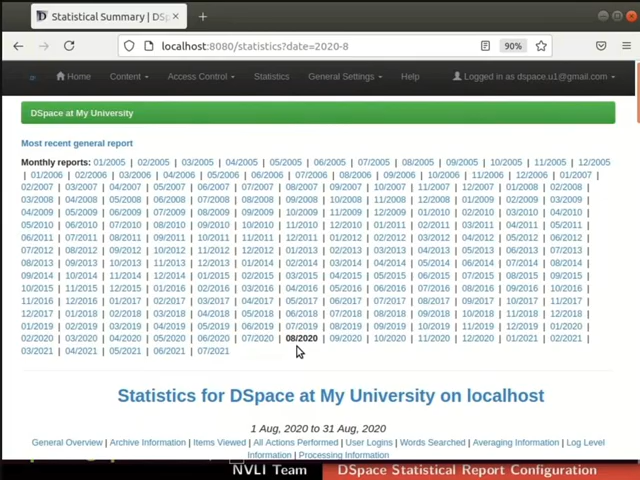 Statistical Summary | DSp
localhost:8080/statistics?date=2020-8
90%
Home Content Access Control Statistics General Settings Help Logged in as dspace.u1@gmail.com
DSpace at My University
Most recent general report
Monthly reports: 01/2005 | 02/2005 | 03/2005 | 04/2005 | 05/2005 | 06/2005 | 07/2005 | 08/2005 | 09/2005 | 10/2005 | 11/2005 | 12/2005
| 01/2006 | 02/2006 | 03/2006 | 04/2006 | 05/2006 | 06/2006 | 07/2006 | 08/2006 | 09/2006 | 10/2006 | 11/2006 | 12/2006 | 01/2007 |
02/2007 | 03/2007 | 04/2007 | 05/2007 | 06/2007 | 07/2007 | 08/2007 | 09/2007 | 10/2007 | 11/2007 | 12/2007 | 01/2008 | 02/2008 |
03/2008 | 04/2008 | 05/2008 | 06/2008 | 07/2008 | 08/2008 | 09/2008 | 10/2008 | 11/2008 | 12/2008 | 01/2009 | 02/2009 | 03/2009 |
04/2009 | 05/2009 | 06/2009 | 07/2009 | 08/2009 | 09/2009 | 10/2009 | 11/2009 | 12/2009 | 01/2010 | 02/2010 | 03/2010 | 04/2010 |
05/2010 | 06/2010 | 07/2010 | 08/2010 | 09/2010 | 10/2010 | 11/2010 | 12/2010 | 01/2011 | 02/2011 | 03/2011 | 04/2011 | 05/2011 |
06/2011 | 07/2011 | 08/2011 | 09/2011 | 10/2011 | 11/2011 | 12/2011 | 01/2012 | 02/2012 | 03/2012 | 04/2012 | 05/2012 | 06/2012 |
07/2012 | 08/2012 | 09/2012 | 10/2012 | 11/2012 | 12/2012 | 01/2013 | 02/2013 | 03/2013 | 04/2013 | 05/2013 | 06/2013 | 07/2013 |
08/2013 | 09/2013 | 10/2013 | 11/2013 | 12/2013 | 01/2014 | 02/2014 | 03/2014 | 04/2014 | 05/2014 | 06/2014 | 07/2014 | 08/2014 |
09/2014 | 10/2014 | 11/2014 | 12/2014 | 01/2015 | 02/2015 | 03/2015 | 04/2015 | 05/2015 | 06/2015 | 07/2015 | 08/2015 | 09/2015 |
10/2015 | 11/2015 | 12/2015 | 01/2016 | 02/2016 | 03/2016 | 04/2016 | 05/2016 | 06/2016 | 07/2016 | 08/2016 | 09/2016 | 10/2016 |
11/2016 | 12/2016 | 01/2017 | 02/2017 | 03/2017 | 04/2017 | 05/2017 | 06/2017 | 07/2017 | 08/2017 | 09/2017 | 10/2017 | 11/2017 |
12/2017 | 01/2018 | 02/2018 | 03/2018 | 04/2018 | 05/2018 | 06/2018 | 07/2018 | 08/2018 | 09/2018 | 10/2018 | 11/2018 | 12/2018 |
01/2019 | 02/2019 | 03/2019 | 04/2019 | 05/2019 | 06/2019 | 07/2019 | 08/2019 | 09/2019 | 10/2019 | 11/2019 | 12/2019 | 01/2020 |
02/2020 | 03/2020 | 04/2020 | 05/2020 | 06/2020 | 07/2020 | 08/2020 | 09/2020 | 10/2020 | 11/2020 | 12/2020 | 01/2021 | 02/2021 |
03/2021 | 04/2021 | 05/2021 | 06/2021 | 07/2021
Statistics for DSpace at My University on localhost
1 Aug, 2020 to 31 Aug, 2020
General Overview | Archive Information | Items Viewed | All Actions Performed | User Logins | Words Searched | Averaging Information | Log Level
Information | Processing Information
NVLI Team DSpace Statistical Report Configuration